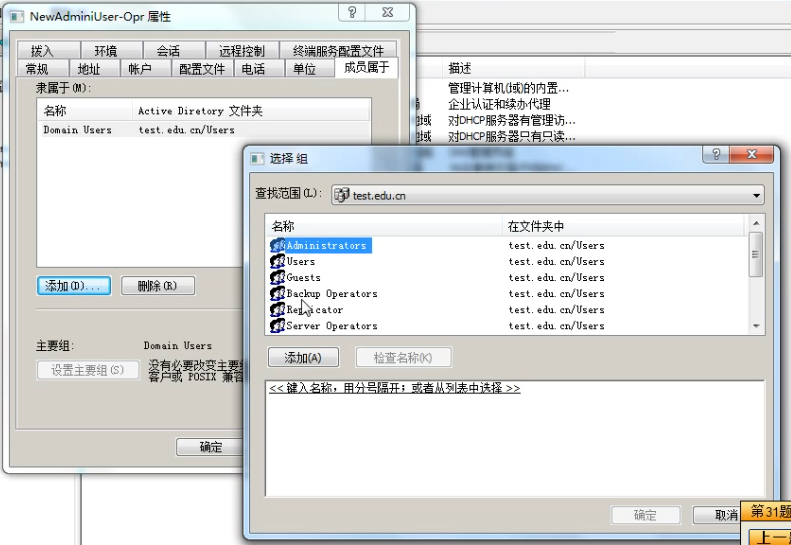 NewAdminiUser-Opr 属性
拨入 环境 会话 远程控制 终端服务配置文件
常规 地址 帐户 配置文件 电话 单位 成员属于
隶属于(M):
名称 Active Diretory 文件夹
Domain Users test.edu.cn/Users
添加(D)... 删除(R)
主要组: Domain Users
设置主要组(S) 没有必要改变主要
客户或 POSIX 兼容
确定
描述
管理计算机(域)的内置...
企业认证和续办代理
地域 对DHCP服务器有管理访...
地域 对DHCP服务器只有只读...
选择 组
查找范围(L): test.edu.cn
名称 在文件夹中
Administrators test.edu.cn/Users
Users test.edu.cn/Users
Guests test.edu.cn/Users
Backup Operators test.edu.cn/Users
Replicator test.edu.cn/Users
Server Operators test.edu.cn/Users
添加(A) 检查名称(K)
<< 键入名称，用分号隔开；或者从列表中选择 >>
确定 取消
第31题
上一